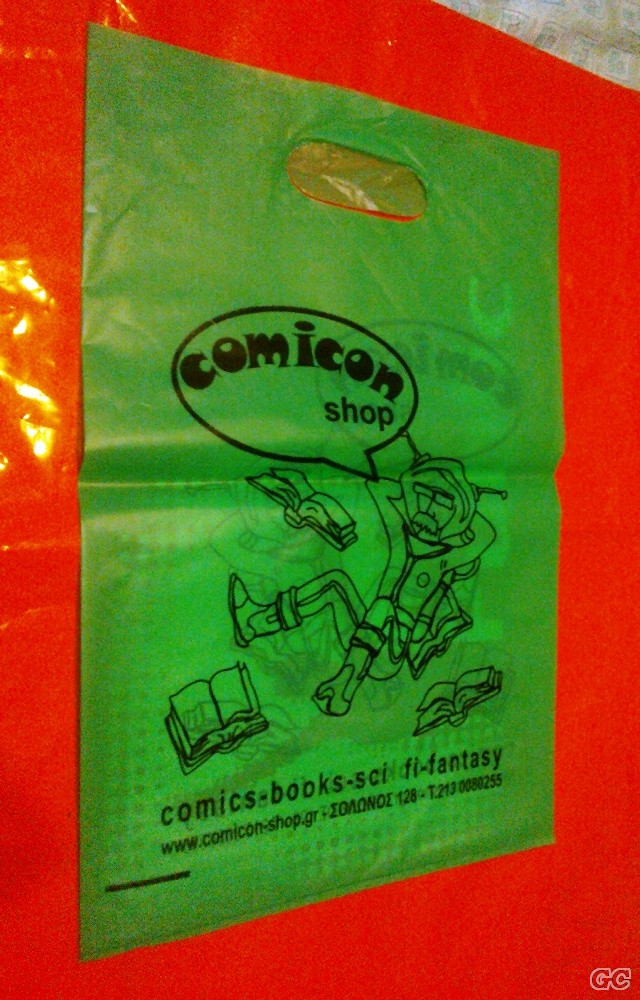 comicon
shop
comics-books-sci fi-fantasy
www.comicon-shop.gr - ΣΟΛΩΝΟΣ 128 - Τ.213 0080255
GC